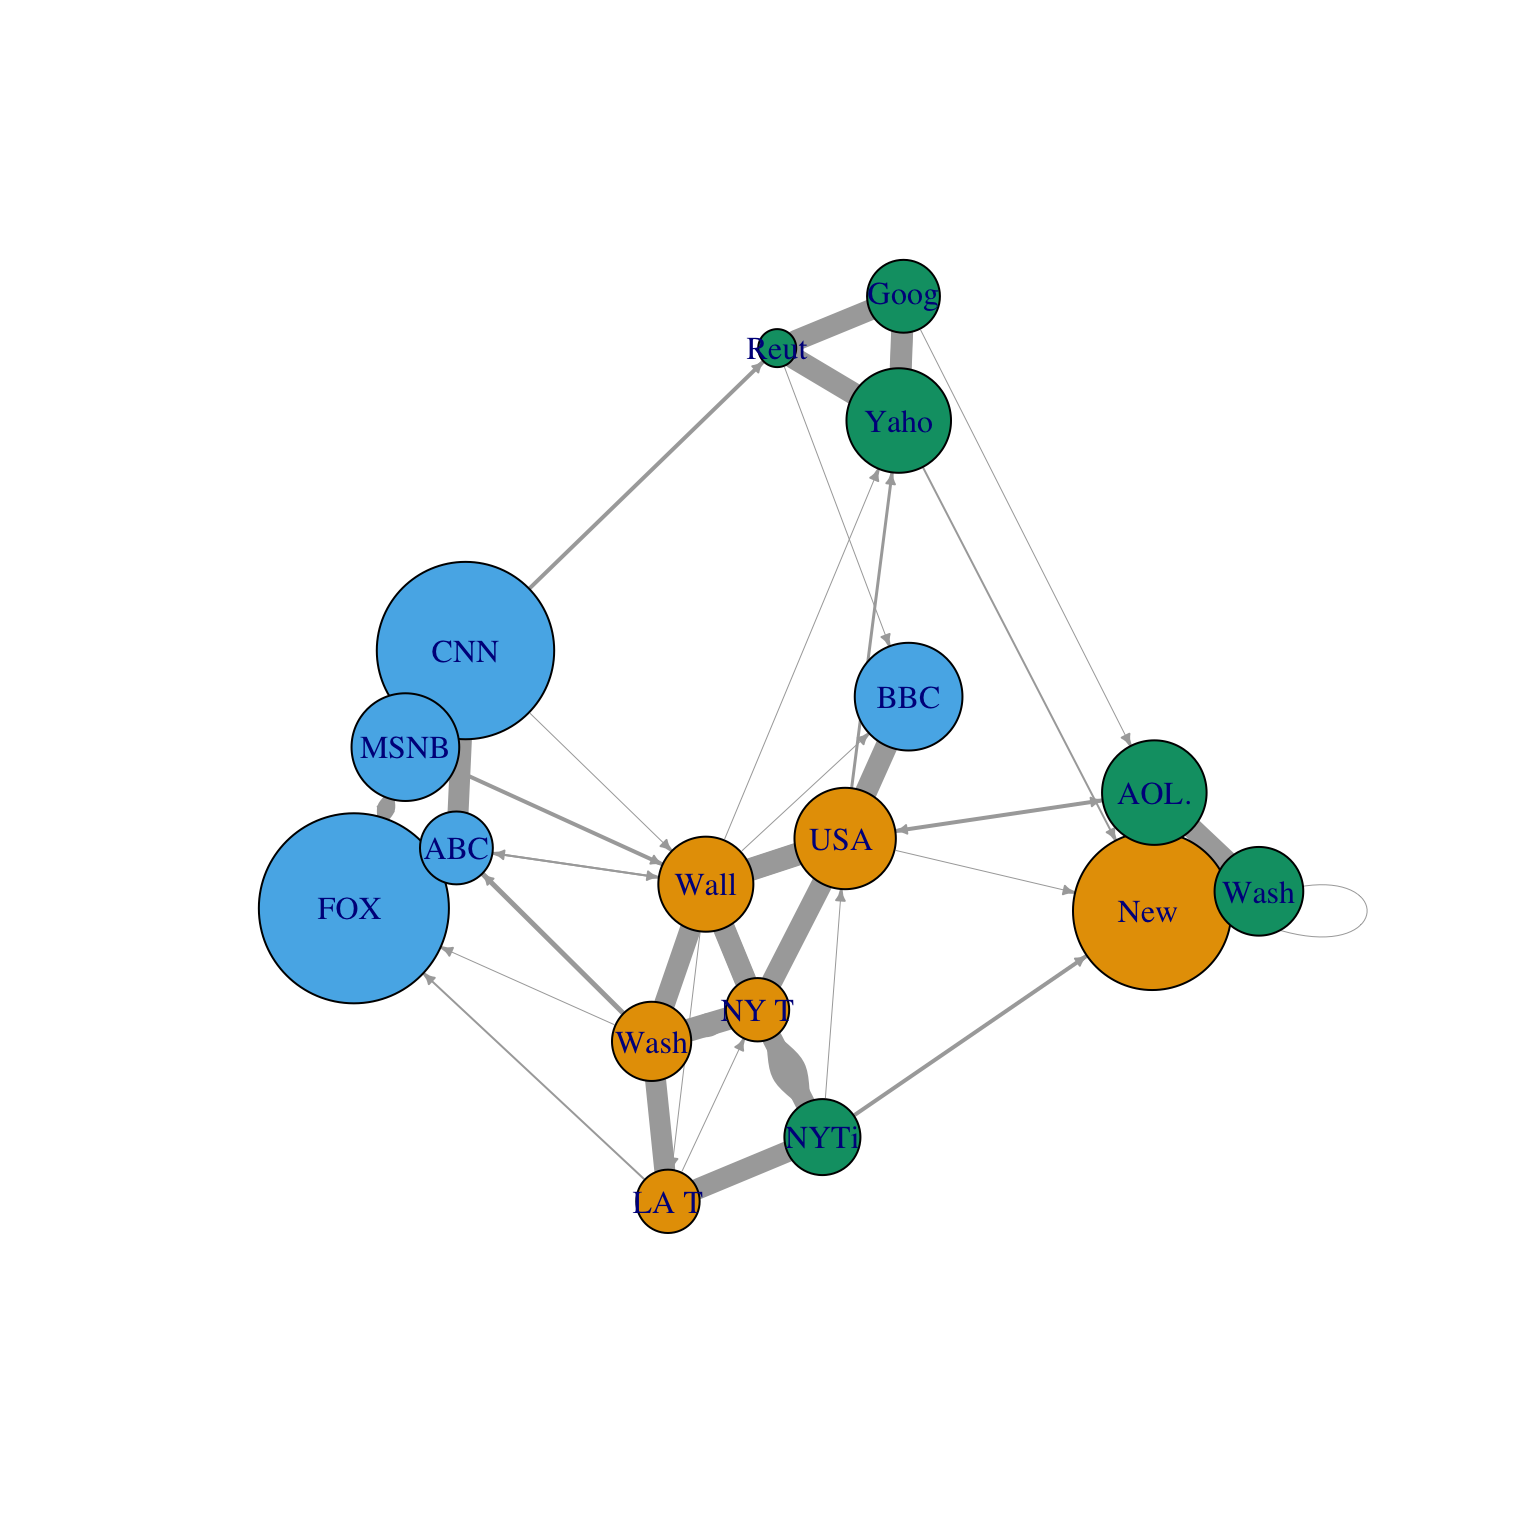 Goog
Reut
Yaho
CNN
BBC
MSNB
AOL.
USA
ABC
Wall
Wash
FOX
New
NY T
Wash
NYTi
LA T